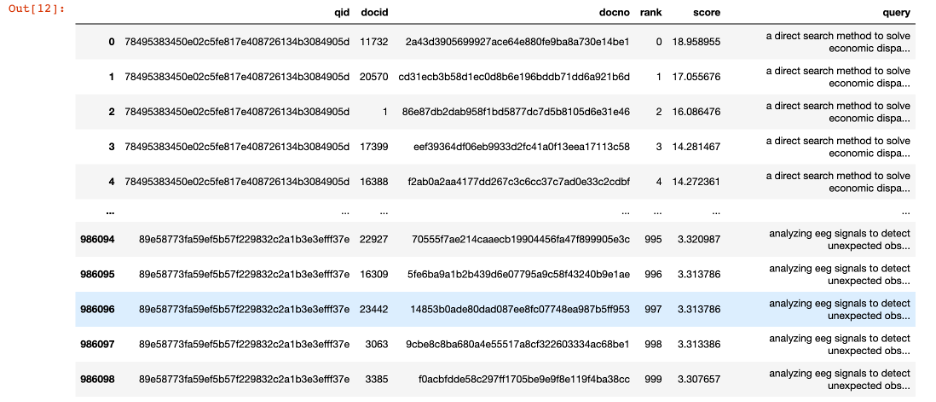 Out[12]:
qid docid docno rank score query
0 78495383450e02c5fe817e408726134b3084905d 11732 2a43d3905699927ace64e880fe9ba8a730e14be1 0 18.958955 a direct search method to solve
economic dispa...
1 78495383450e02c5fe817e408726134b3084905d 20570 cd31ecb3b58d1ec0d8b6e196bddb71dd6a921b6d 1 17.055676 a direct search method to solve
economic dispa...
2 78495383450e02c5fe817e408726134b3084905d 1 86e87db2dab958f1bd5877dc7d5b8105d6e31e46 2 16.086476 a direct search method to solve
economic dispa...
3 78495383450e02c5fe817e408726134b3084905d 17399 eef39364df06eb9933d2fc41a0f13eea17113c58 3 14.281467 a direct search method to solve
economic dispa...
4 78495383450e02c5fe817e408726134b3084905d 16388 f2ab0a2aa4177dd267c3c6cc37c7ad0e33c2cdbf 4 14.272361 a direct search method to solve
economic dispa...
... ... ... ... ... ... ...
986094 89e58773fa59ef5b57f229832c2a1b3e3efff37e 22927 70555f7ae214caaecb19904456fa47f899905e3c 995 3.320987 analyzing eeg signals to detect
unexpected obs...
986095 89e58773fa59ef5b57f229832c2a1b3e3efff37e 16309 5fe6ba9a1b2b439d6e07795a9c58f43240b9e1ae 996 3.313786 analyzing eeg signals to detect
unexpected obs...
986096 89e58773fa59ef5b57f229832c2a1b3e3efff37e 23442 14853b0ade80dad087ee8fc07748ea987b5ff953 997 3.313786 analyzing eeg signals to detect
unexpected obs...
986097 89e58773fa59ef5b57f229832c2a1b3e3efff37e 3063 9cbe8c8ba680a4e55517a8cf322603334ac68be1 998 3.313386 analyzing eeg signals to detect
unexpected obs...
986098 89e58773fa59ef5b57f229832c2a1b3e3efff37e 3385 f0acbfdde58c297ff1705be9e9f8e119f4ba38cc 999 3.307657 analyzing eeg signals to detect
unexpected obs...